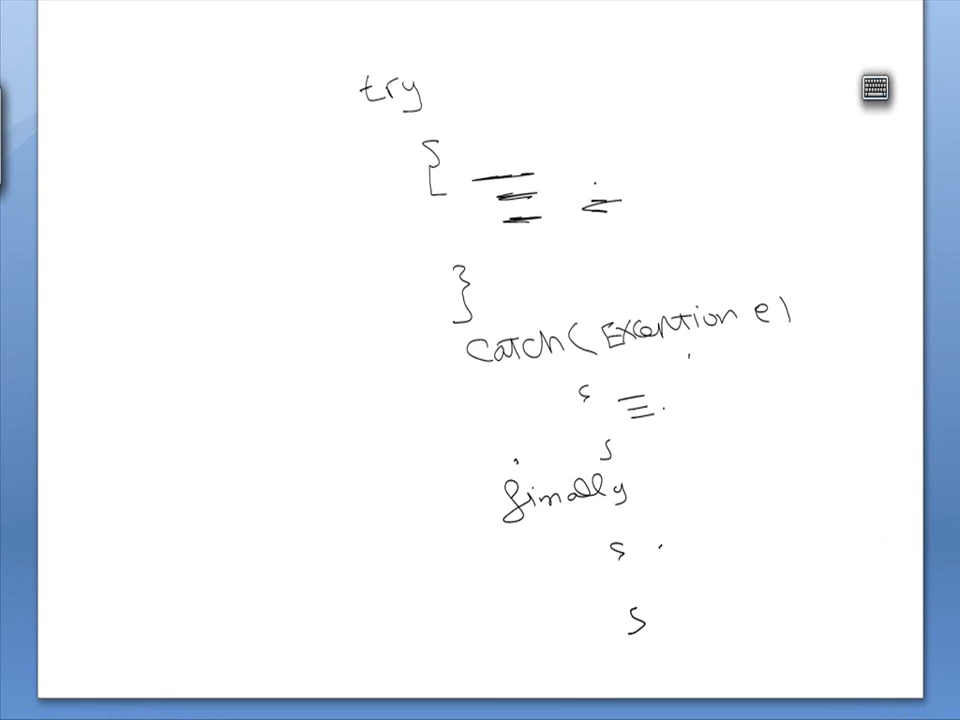 try
{
}
catch( Exception e)
{
}
finally
{
}